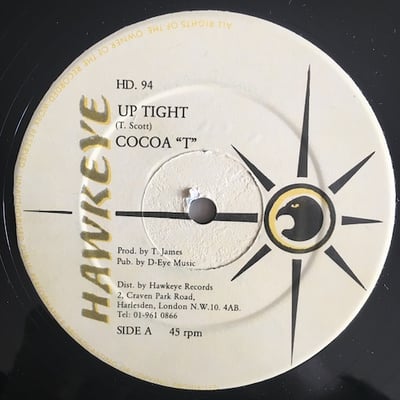 ALL RIGHTS OF THE OWNER OF THE RECORDED
HD. 94
UP TIGHT
(T. Scott)
COCOA “T”
HAWKEYE
Prod. by T. James
Pub. by D-Eye Music
Dist. by Hawkeye Records
2, Craven Park Road,
Harlesden, London N.W.10. 4AB.
Tel: 01-961 0866
SIDE A 45 rpm